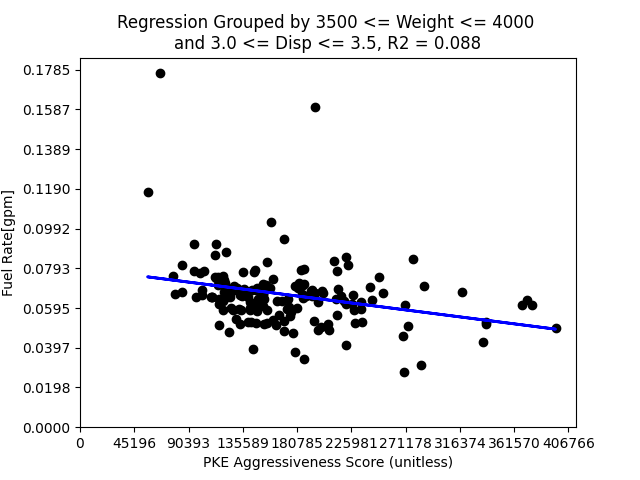 Regression Grouped by 3500 <= Weight <= 4000
and 3.0 <= Disp <= 3.5, R2 = 0.088
0.1785
0.1587
0.1389
0.1190
0.0992
0.0793
0.0595
0.0397
0.0198
0.0000
Fuel Rate[gpm]
0 45196 90393 135589 180785 225981 271178 316374 361570 406766
PKE Aggressiveness Score (unitless)